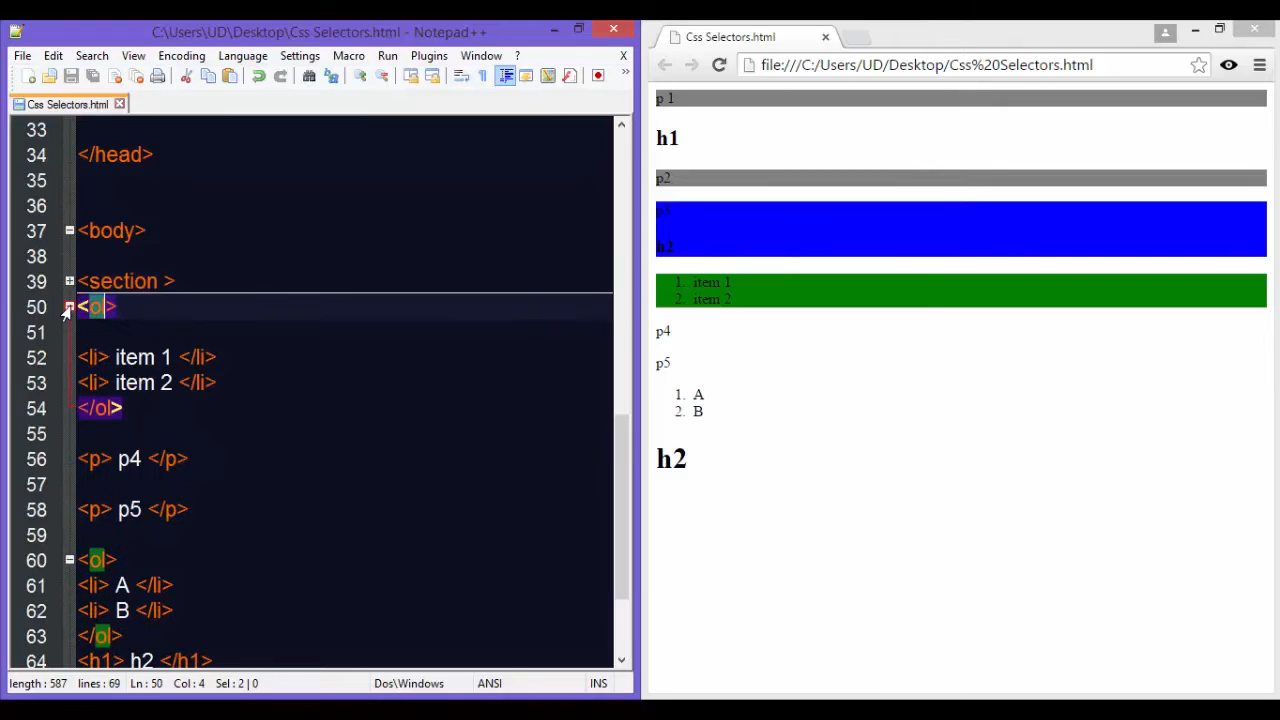 C:\Users\UD\Desktop\Css Selectors.html - Notepad++
File Edit Search View Encoding Language Settings Macro Run Plugins Window ? X
»
Css Selectors.html
33
34 </head>
35
36
37 <body>
38
39 <section >
50 <ol>
51
52 <li> item 1 </li>
53 <li> item 2 </li>
54 </ol>
55
56 <p> p4 </p>
57
58 <p> p5 </p>
59
60 <ol>
61 <li> A </li>
62 <li> B </li>
63 </ol>
64 <h1> h2 </h1>
length : 587 lines : 69 Ln : 50 Col : 4 Sel : 2 | 0 Dos\Windows ANSI INS
Css Selectors.html
file:///C:/Users/UD/Desktop/Css%20Selectors.html
p 1
h1
p2
p3
h2
1. item 1
2. item 2
p4
p5
1. A
2. B
h2